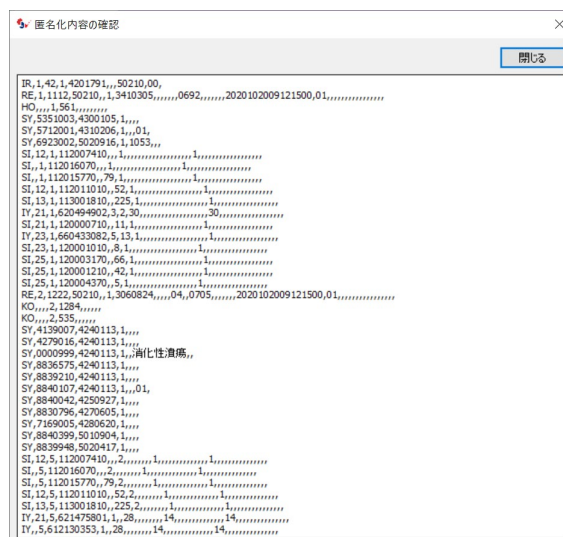 匿名化内容の確認
閉じる
IR,1,42,1,4201791,,,50210,00,
RE,1,1112,50210,,1,3410305,,,,,,,0692,,,,,,,2020102009121500,01,,,,,,,,,,,,,,,,
HO,,,,1,561,,,,,,,,,
SY,5351003,4300105,1,,,,
SY,5712001,4310206,1,,,01,
SY,6923002,5020916,1,1053,,,
SI,12,1,112007410,,,1,,,,,,,,,,,,,,,,,,,,1,,,,,,,,,,,,,,,,,,
SI,,1,112016070,,,1,,,,,,,,,,,,,,,,,,,,1,,,,,,,,,,,,,,,,,,
SI,,1,112015770,,79,1,,,,,,,,,,,,,,,,,,,,1,,,,,,,,,,,,,,,,,,
SI,12,1,112011010,,52,1,,,,,,,,,,,,,,,,,,,,1,,,,,,,,,,,,,,,,,,
SI,13,1,113001810,,225,1,,,,,,,,,,,,,,,,,,,,1,,,,,,,,,,,,,,,,,,
IY,21,1,620494902,3,2,30,,,,,,,,,,,,,,,,,,,,30,,,,,,,,,,,,,,,,,,
SI,21,1,120000710,,11,1,,,,,,,,,,,,,,,,,,,,1,,,,,,,,,,,,,,,,,,
IY,23,1,660433082,5,13,1,,,,,,,,,,,,,,,,,,,,1,,,,,,,,,,,,,,,,,,
SI,23,1,120001010,,8,1,,,,,,,,,,,,,,,,,,,,1,,,,,,,,,,,,,,,,,,
SI,25,1,120003170,,66,1,,,,,,,,,,,,,,,,,,,,1,,,,,,,,,,,,,,,,,,
SI,25,1,120001210,,42,1,,,,,,,,,,,,,,,,,,,,1,,,,,,,,,,,,,,,,,,
SI,25,1,120004370,,5,1,,,,,,,,,,,,,,,,,,,,1,,,,,,,,,,,,,,,,,,
RE,2,1222,50210,,1,3060824,,,,,04,,0705,,,,,,,2020102009121500,01,,,,,,,,,,,,,,,,
KO,,,,2,1284,,,,,,
KO,,,,2,535,,,,,,
SY,4139007,4240113,1,,,,
SY,4279016,4240113,1,,,,
SY,0000999,4240113,1,,消化性潰瘍,,
SY,8836575,4240113,1,,,,
SY,8839210,4240113,1,,,,
SY,8840107,4240113,1,,,01,
SY,8840042,4250927,1,,,,
SY,8830796,4270605,1,,,,
SY,7169005,4280620,1,,,,
SY,8840399,5010904,1,,,,
SY,8839948,5020417,1,,,,
SI,12,5,112007410,,,2,,,,,,,,1,,,,,,,,,,,,,,1,,,,,,,,,,,,,,,
SI,,5,112016070,,,2,,,,,,,,1,,,,,,,,,,,,,,1,,,,,,,,,,,,,,,
SI,,5,112015770,,79,2,,,,,,,,1,,,,,,,,,,,,,,1,,,,,,,,,,,,,,,
SI,12,5,112011010,,52,2,,,,,,,,1,,,,,,,,,,,,,,1,,,,,,,,,,,,,,,
SI,13,5,113001810,,225,2,,,,,,,,1,,,,,,,,,,,,,,1,,,,,,,,,,,,,,,
IY,21,5,621475801,1,,28,,,,,,,,14,,,,,,,,,,,,,,14,,,,,,,,,,,,,,,
IY,,5,612130353,1,,28,,,,,,,,14,,,,,,,,,,,,,,14,,,,,,,,,,,,,,,